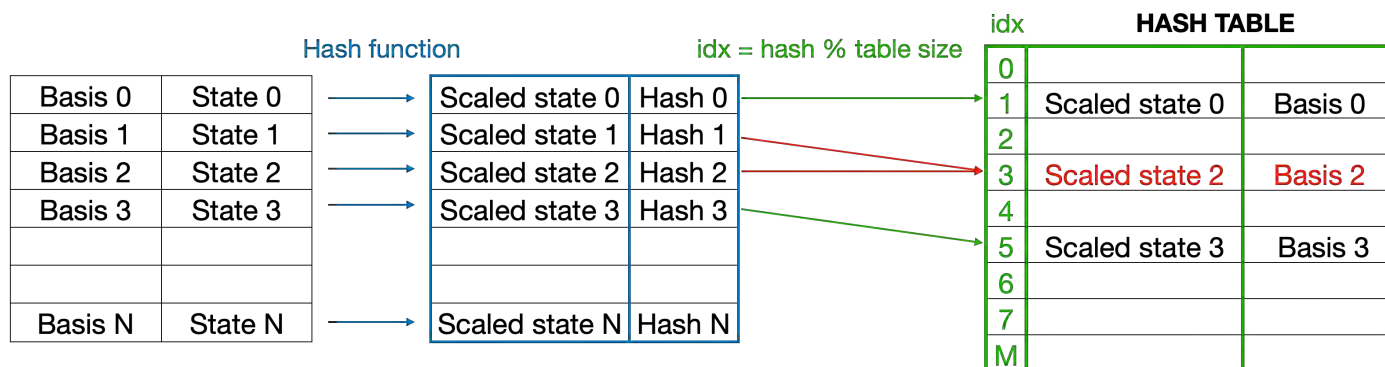 idx HASH TABLE
Hash function idx = hash % table size
0
Basis 0 State 0 Scaled state 0 Hash 0 1 Scaled state 0 Basis 0
Basis 1 State 1 Scaled state 1 Hash 1 2
Basis 2 State 2 Scaled state 2 Hash 2 3 Scaled state 2 Basis 2
Basis 3 State 3 Scaled state 3 Hash 3 4
5 Scaled state 3 Basis 3
6
Basis N State N Scaled state N Hash N 7
M